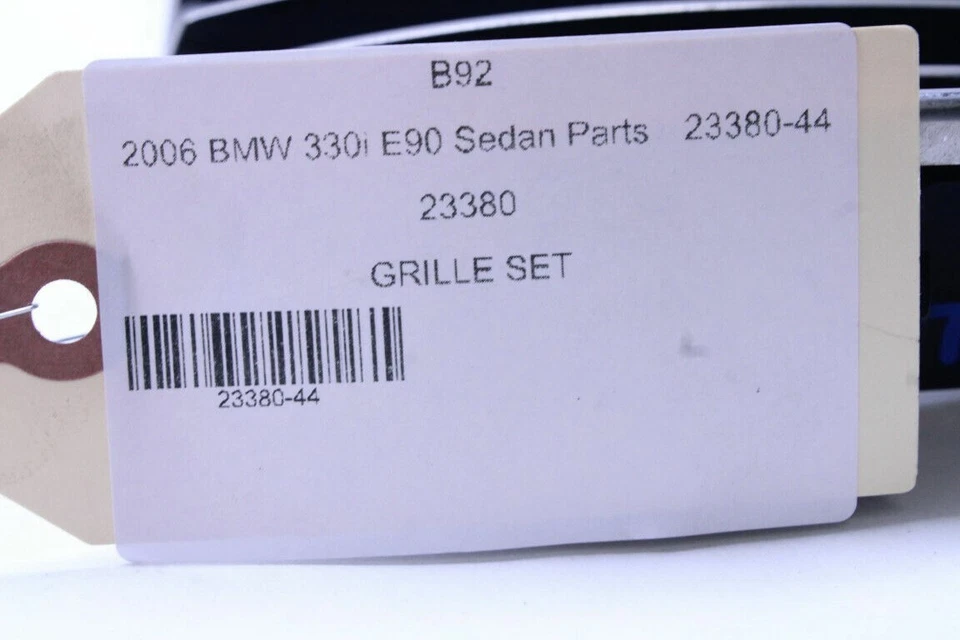 B92
2006 BMW 330i E90 Sedan Parts 23380-44
23380
GRILLE SET
23380-44